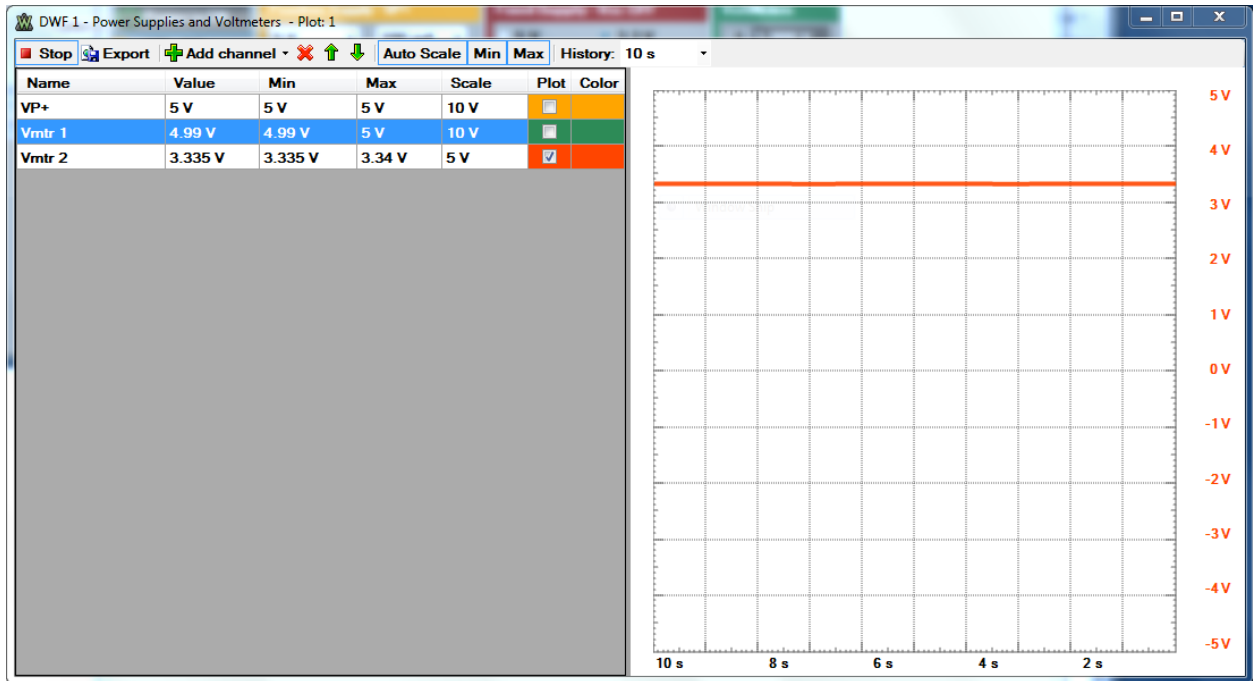 DWF 1 - Power Supplies and Voltmeters - Plot: 1
Stop Export Add channel Auto Scale Min Max History: 10 s
Name Value Min Max Scale Plot Color
VP+ 5 V 5 V 5 V 10 V
Vmtr 1 4.99 V 4.99 V 5 V 10 V
Vmtr 2 3.335 V 3.335 V 3.34 V 5 V
5 V
4 V
3 V
2 V
1 V
0 V
-1 V
-2 V
-3 V
-4 V
-5 V
10 s 8 s 6 s 4 s 2 s